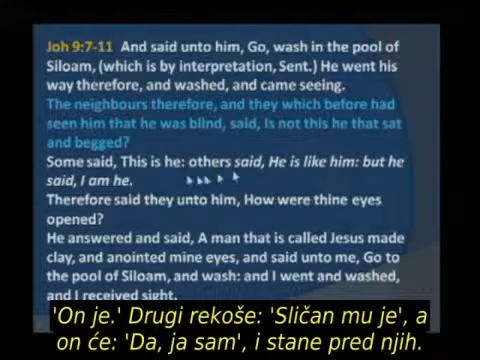 Joh 9:7-11 And said unto him, Go, wash in the pool of
Siloam, (which is by interpretation, Sent.) He went his
way therefore, and washed, and came seeing.
The neighbours therefore, and they which before had
seen him that he was blind, said, Is not this he that sat
and begged?
Some said, This is he: others said, He is like him: but he
said, I am he.
Therefore said they unto him, How were thine eyes
opened?
He answered and said, A man that is called Jesus made
clay, and anointed mine eyes, and said unto me, Go to
the pool of Siloam, and wash: and I went and washed,
and I received sight.
'On je.' Drugi rekoše: 'Sličan mu je', a
on će: 'Da, ja sam', i stane pred njih.